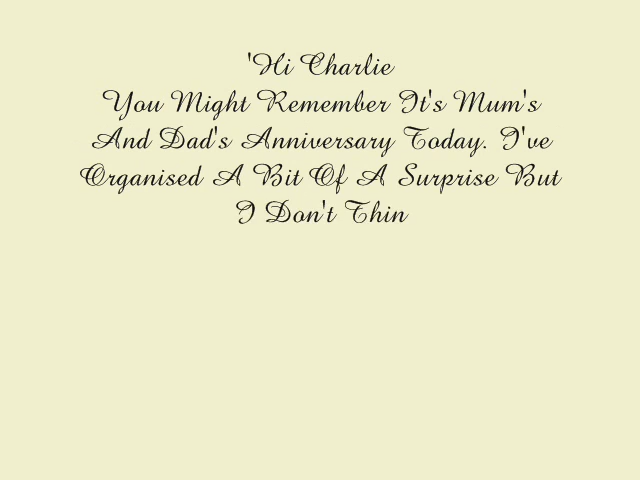 'Hi Charlie
You Might Remember It's Mum's
And Dad's Anniversary Today. I've
Organised A Bit Of A Surprise But
I Don't Thin